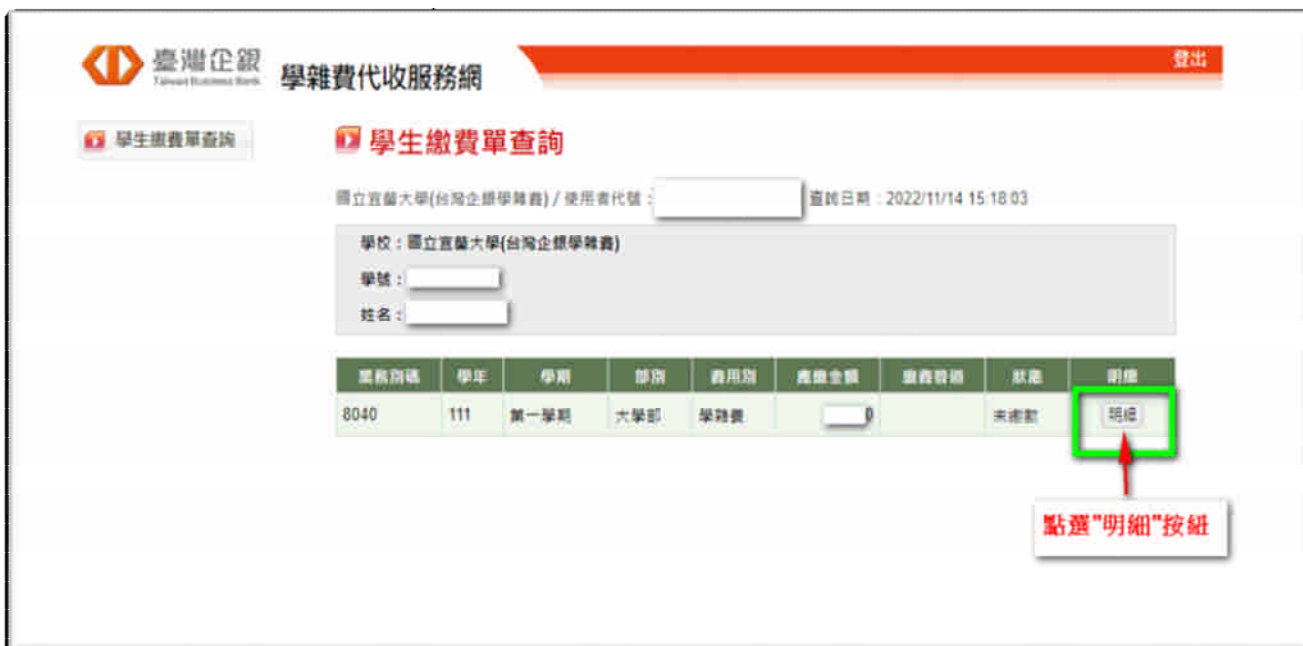 臺灣企銀
Taiwan Business Bank
學雜費代收服務網
登出
學生繳費單查詢
學生繳費單查詢
國立宜蘭大學(台灣企銀學雜費) / 使用者代號： 查詢日期：2022/11/14 15:18:03
學校：國立宜蘭大學(台灣企銀學雜費)
學號：
姓名：
業務別碼 學年 學期 部別 費用別 應繳金額 繳費管道 狀態 明細
8040 111 第一學期 大學部 學雜費 0 未處理 明細
點選"明細"按鈕